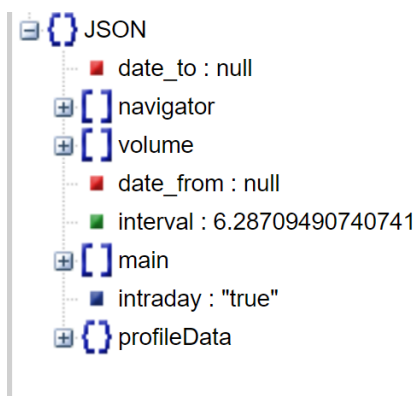 JSON
date_to : null
navigator
volume
date_from : null
interval : 6.28709490740741
main
intraday : "true"
profileData